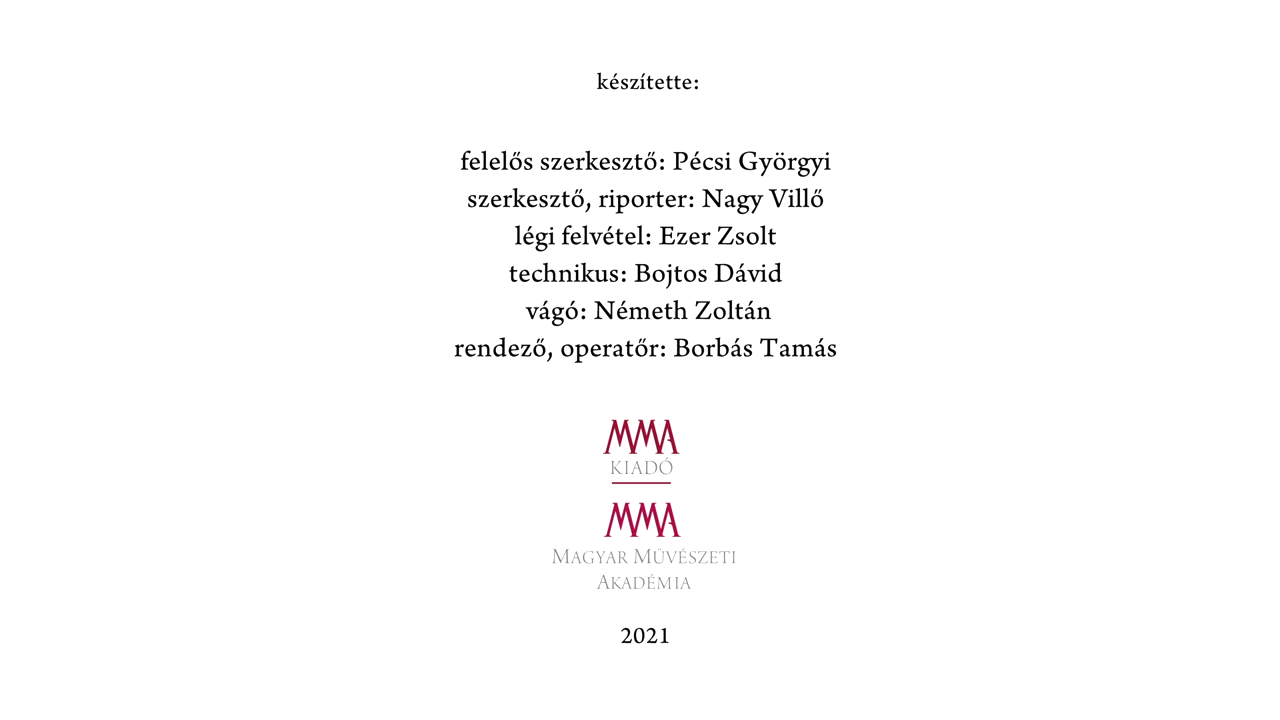 készítette:
felelős szerkesztő: Pécsi Györgyi
szerkesztő, riporter: Nagy Villő
légi felvétel: Ezer Zsolt
technikus: Bojtos Dávid
vágó: Németh Zoltán
rendező, operatőr: Borbás Tamás
MMA
KIADÓ
MMA
MAGYAR MŰVÉSZETI
AKADÉMIA
2021